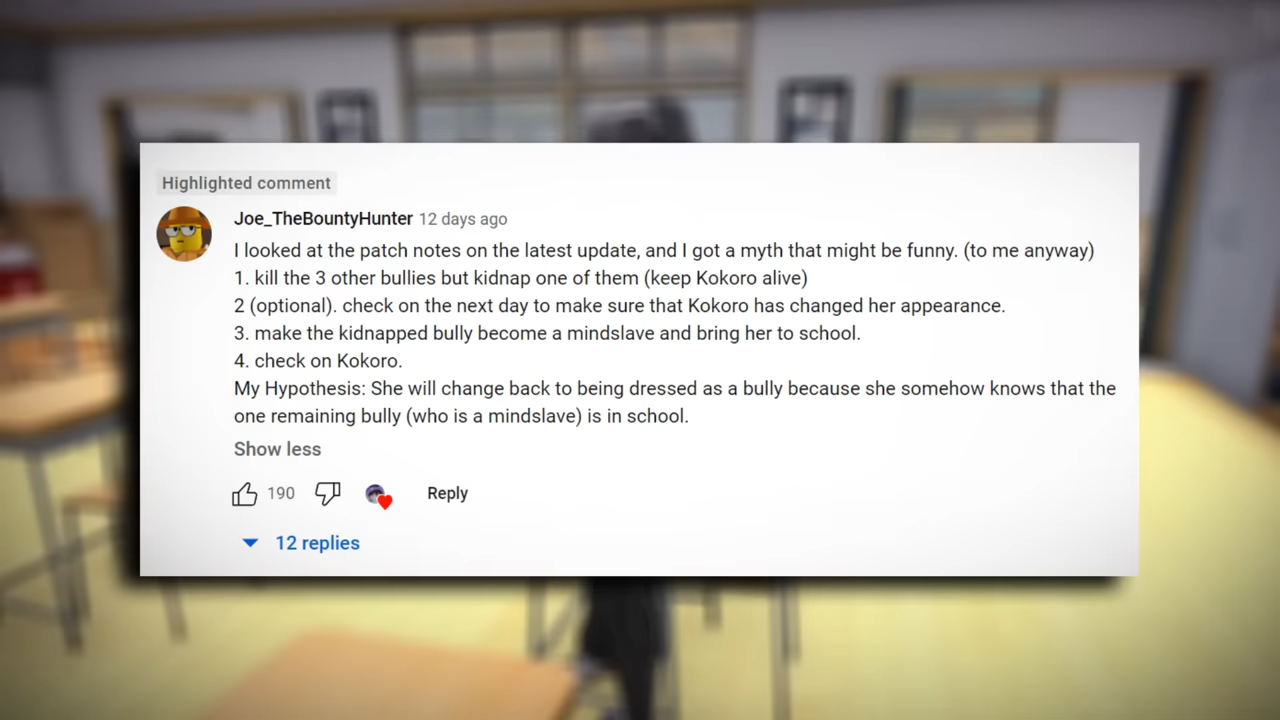 Highlighted comment
Joe_TheBountyHunter 12 days ago
I looked at the patch notes on the latest update, and I got a myth that might be funny. (to me anyway)
1. kill the 3 other bullies but kidnap one of them (keep Kokoro alive)
2 (optional). check on the next day to make sure that Kokoro has changed her appearance.
3. make the kidnapped bully become a mindslave and bring her to school.
4. check on Kokoro.
My Hypothesis: She will change back to being dressed as a bully because she somehow knows that the
one remaining bully (who is a mindslave) is in school.
Show less
190
Reply
12 replies